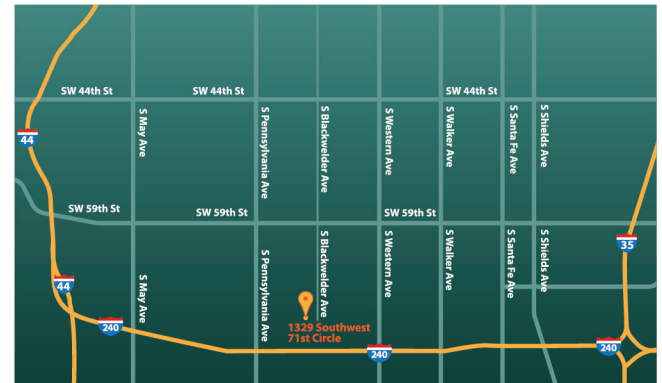 SW 44th St
SW 44th St
SW 44th St
S May Ave
S Pennsylvania Ave
S Blackwelder Ave
S Western Ave
S Walker Ave
S Santa Fe Ave
S Shields Ave
44
SW 59th St
SW 59th St
SW 59th St
35
S May Ave
S Pennsylvania Ave
S Blackwelder Ave
S Western Ave
S Walker Ave
S Santa Fe Ave
S Shields Ave
44
240
1329 Southwest
71st Circle
240
240